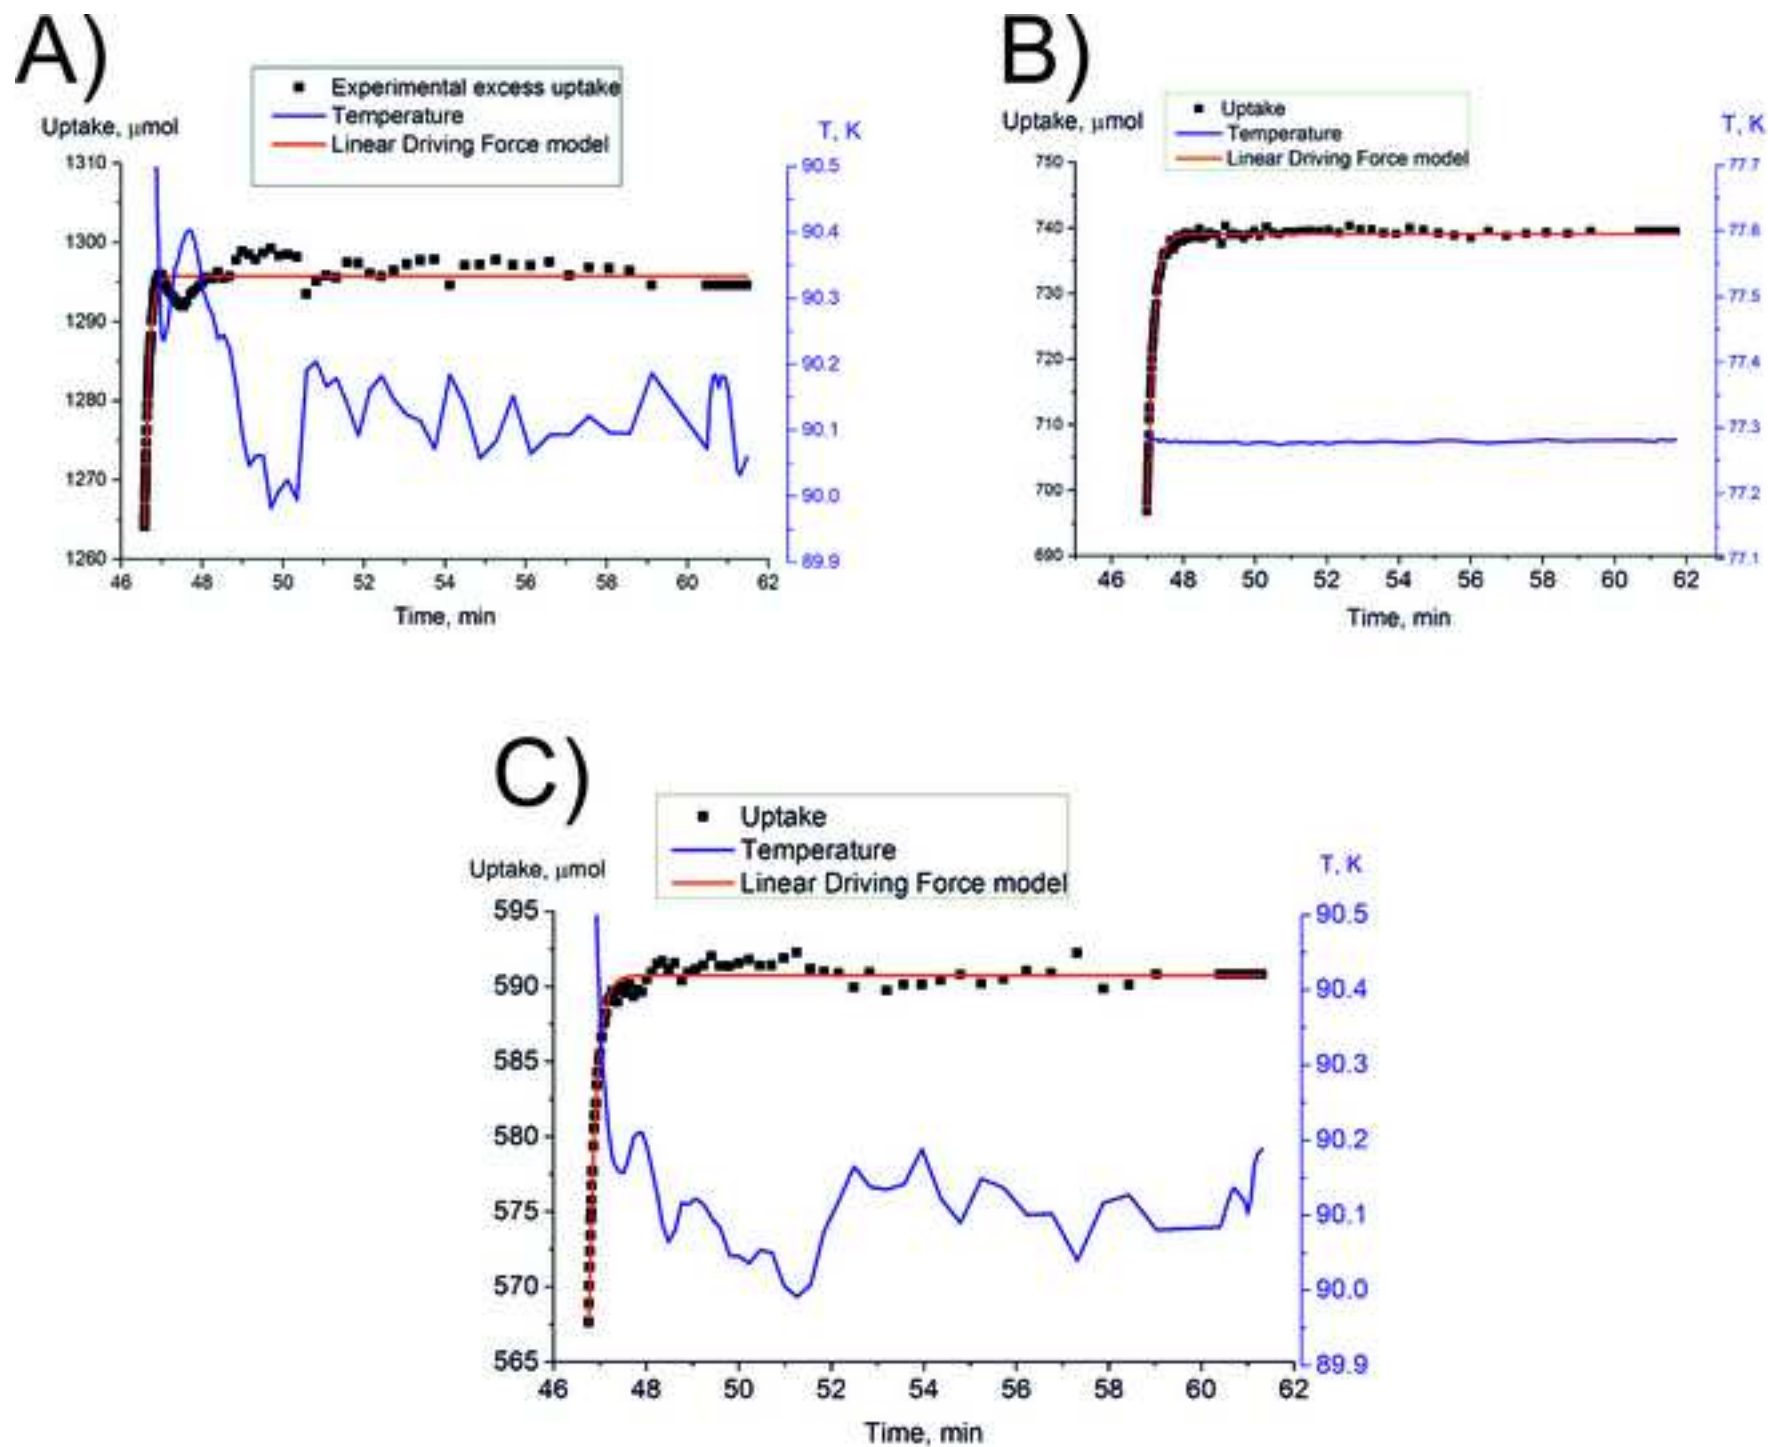 A)
Experimental excess uptake
Temperature
Linear Driving Force model
Uptake, μmol
T, K
1310
1300
1290
1280
1270
1260
90.5
90.4
90.3
90.2
90.1
90.0
89.9
46 48 50 52 54 56 58 60 62
Time, min
B)
Uptake
Temperature
Linear Driving Force model
Uptake, μmol
T, K
750
740
730
720
710
700
690
77.7
77.6
77.5
77.4
77.3
77.2
77.1
46 48 50 52 54 56 58 60 62
Time, min
C)
Uptake
Temperature
Linear Driving Force model
Uptake, μmol
T, K
595
590
585
580
575
570
565
90.5
90.4
90.3
90.2
90.1
90.0
89.9
46 48 50 52 54 56 58 60 62
Time, min